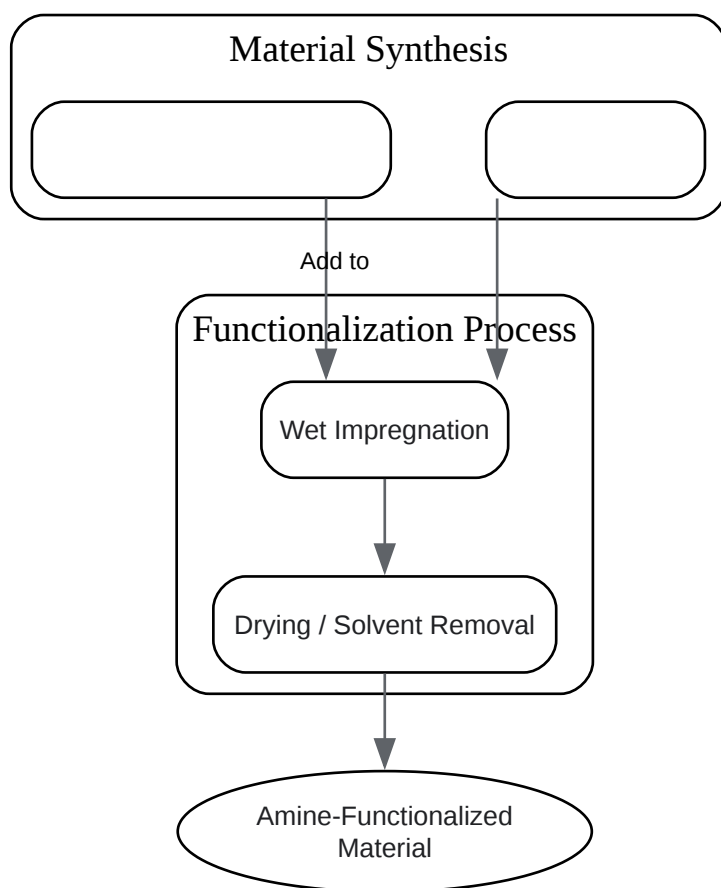 Material Synthesis
Add to
Functionalization Process
Wet Impregnation
Drying / Solvent Removal
Amine-Functionalized
Material